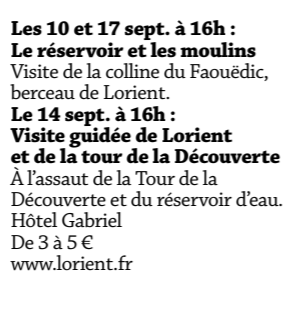 Les 10 et 17 sept. à 16h :
Le réservoir et les moulins
Visite de la colline du Faouëdic,
berceau de Lorient.
Le 14 sept. à 16h :
Visite guidée de Lorient
et de la tour de la Découverte
À l’assaut de la Tour de la
Découverte et du réservoir d’eau.
Hôtel Gabriel
De 3 à 5 €
www.lorient.fr